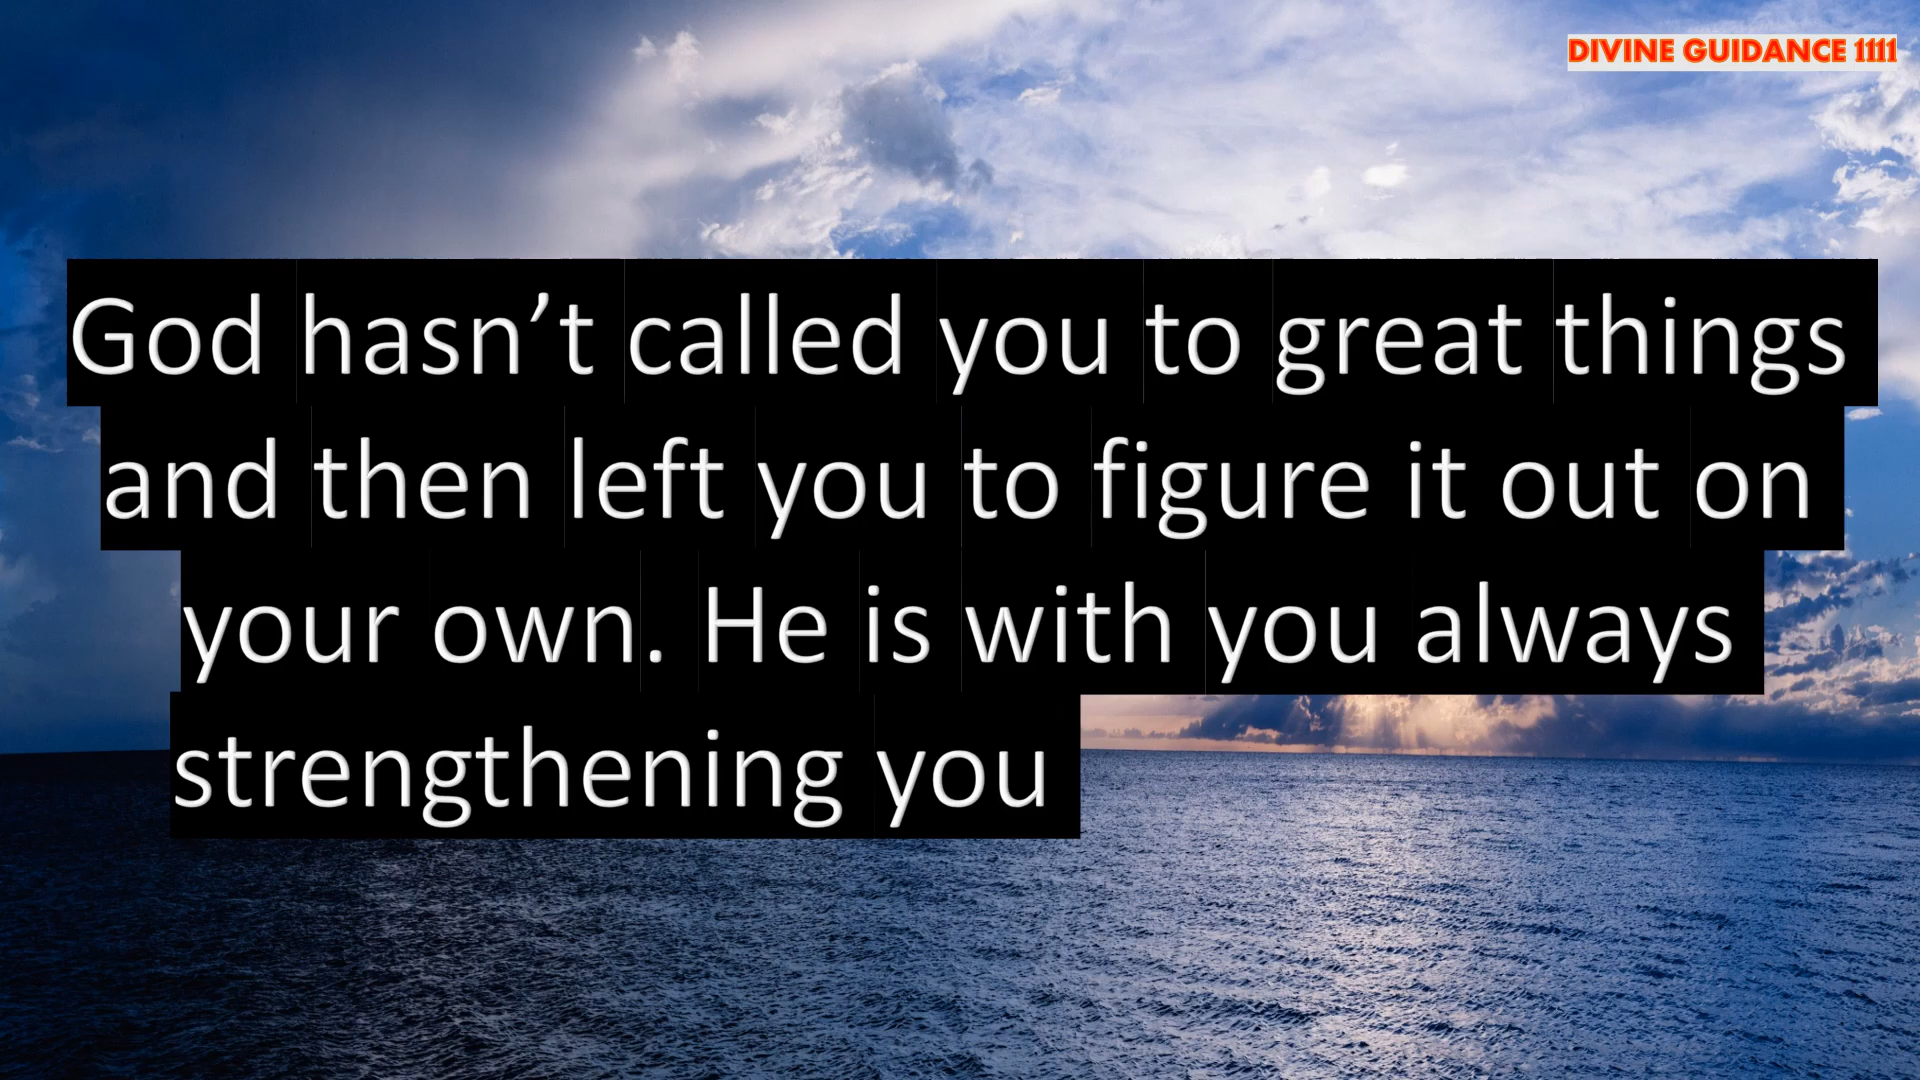 DIVINE GUIDANCE 1111
God hasn’t called you to great things
and then left you to figure it out on
your own. He is with you always
strengthening you